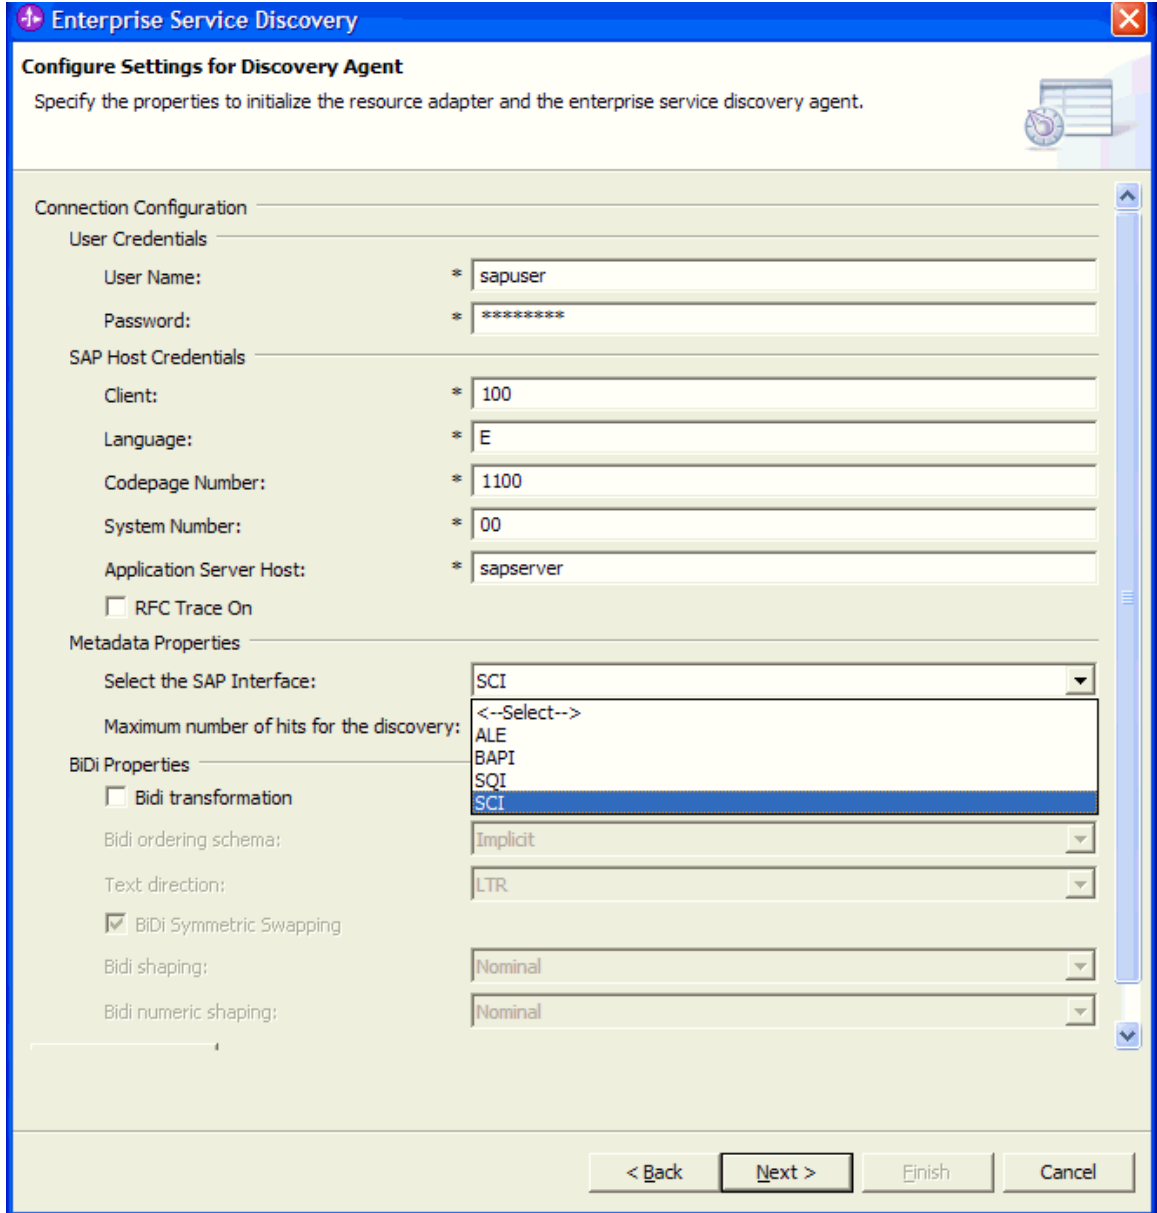 Enterprise Service Discovery
Configure Settings for Discovery Agent
Specify the properties to initialize the resource adapter and the enterprise service discovery agent.
Connection Configuration
User Credentials
User Name: * sapuser
Password: * ********
SAP Host Credentials
Client: * 100
Language: * E
Codepage Number: * 1100
System Number: * 00
Application Server Host: * sapserver
RFC Trace On
Metadata Properties
Select the SAP Interface: SCI
<--Select-->
ALE
Maximum number of hits for the discovery:
BAPI
SQI
SCI
BiDi Properties
Bidi transformation
Bidi ordering schema: Implicit
Text direction: LTR
BiDi Symmetric Swapping
Bidi shaping: Nominal
Bidi numeric shaping: Nominal
< Back Next > Finish Cancel